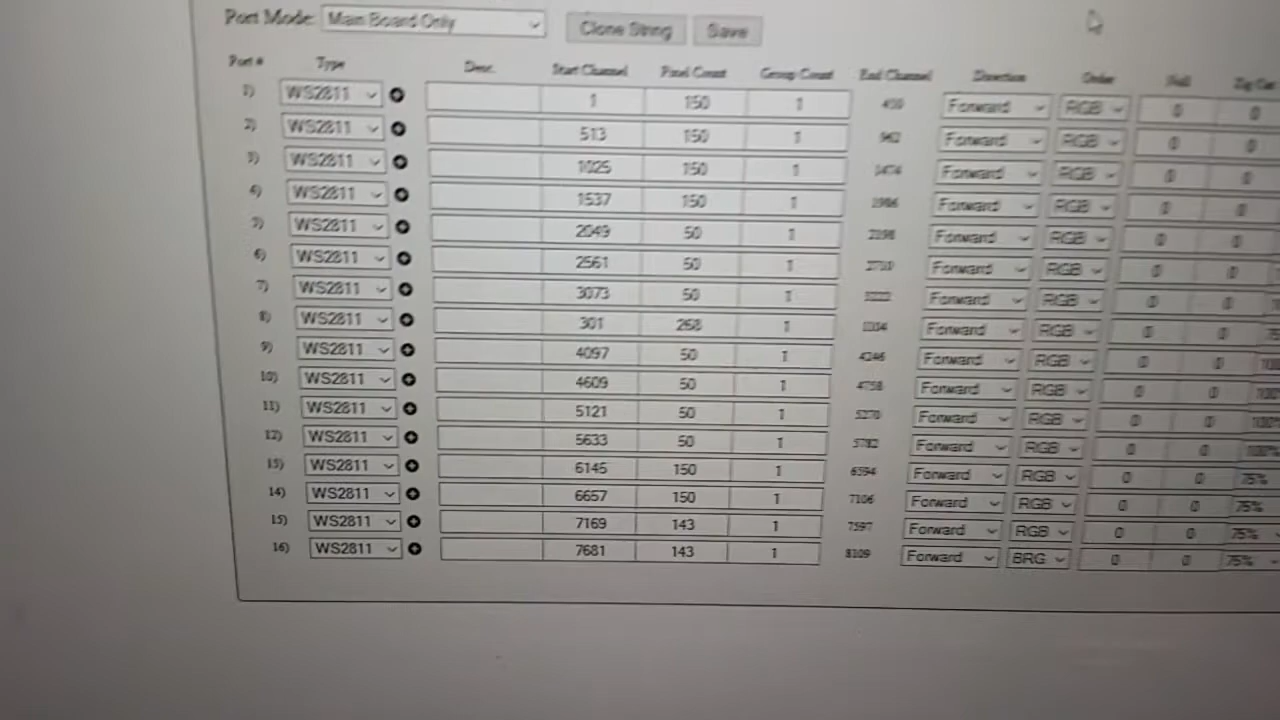 Port Mode: Main Board Only Clone String Save
Port # Type Desc. Start Channel Pixel Count Group Count End Channel Direction Order Null Zig
1) WS2811 1 150 1 Forward RGB 0 0
2) WS2811 513 150 1 962 Forward RGB 0 0
3) WS2811 1025 150 1 1474 Forward RGB 0 0
4) WS2811 1537 150 1 1986 Forward RGB 0 0
5) WS2811 2049 50 1 2198 Forward RGB 0 0
6) WS2811 2561 50 1 2710 Forward RGB 0 0
7) WS2811 3073 50 1 3222 Forward RGB 0 0
8) WS2811 301 268 1 Forward RGB 0 0
9) WS2811 4097 50 1 4246 Forward RGB 0 0
10) WS2811 4609 50 1 4758 Forward RGB 0 0
11) WS2811 5121 50 1 5270 Forward RGB 0 0 100%
12) WS2811 5633 50 1 5782 Forward RGB 0 0 100%
13) WS2811 6145 150 1 6594 Forward RGB 0 0 75%
14) WS2811 6657 150 1 7106 Forward RGB 0 0 75%
15) WS2811 7169 143 1 7597 Forward RGB 0 0 75%
16) WS2811 7681 143 1 8109 Forward BRG 0 0 75%